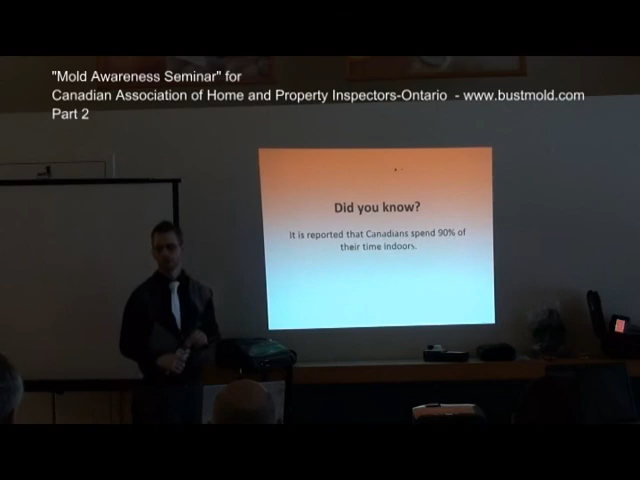 "Mold Awareness Seminar" for
Canadian Association of Home and Property Inspectors-Ontario - www.bustmold.com
Part 2
Did you know?
It is reported that Canadians spend 90% of
their time indoors.